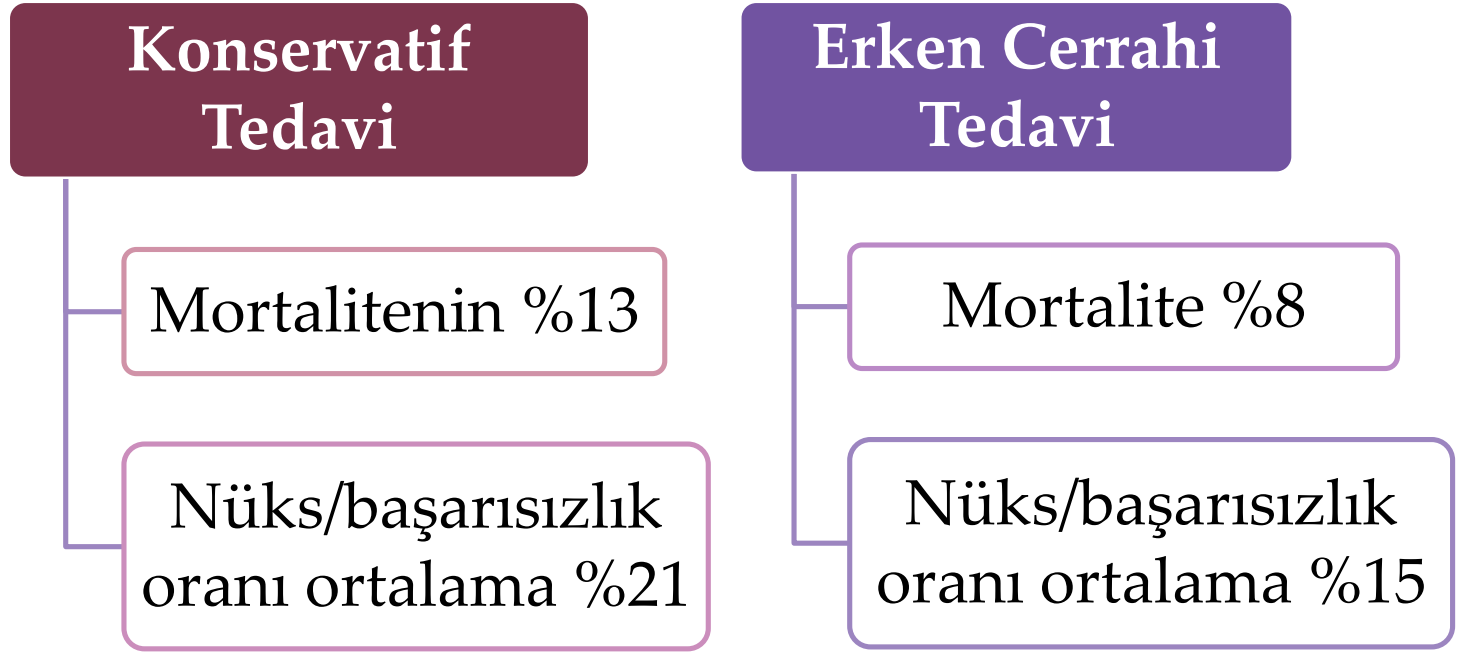 Konservatif
Tedavi
Mortalitenin %13
Nüks/başarısızlık
oranı ortalama %21
Erken Cerrahi
Tedavi
Mortalite %8
Nüks/başarısızlık
oranı ortalama %15